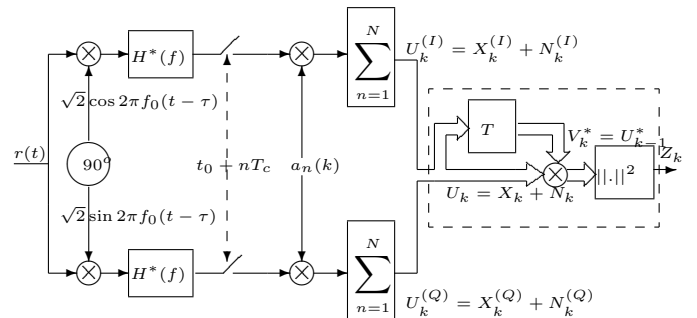 N
∑
n=1
U_k^{(I)} = X_k^{(I)} + N_k^{(I)}
H*(f)
√2 cos 2πf_0(t − τ)
T
V_k^* = U_{k−1}^*
r(t)
90°
t_0 + nT_c
a_n(k)
Z_k
||.||^2
U_k = X_k + N_k
√2 sin 2πf_0(t − τ)
N
∑
n=1
H*(f)
U_k^{(Q)} = X_k^{(Q)} + N_k^{(Q)}